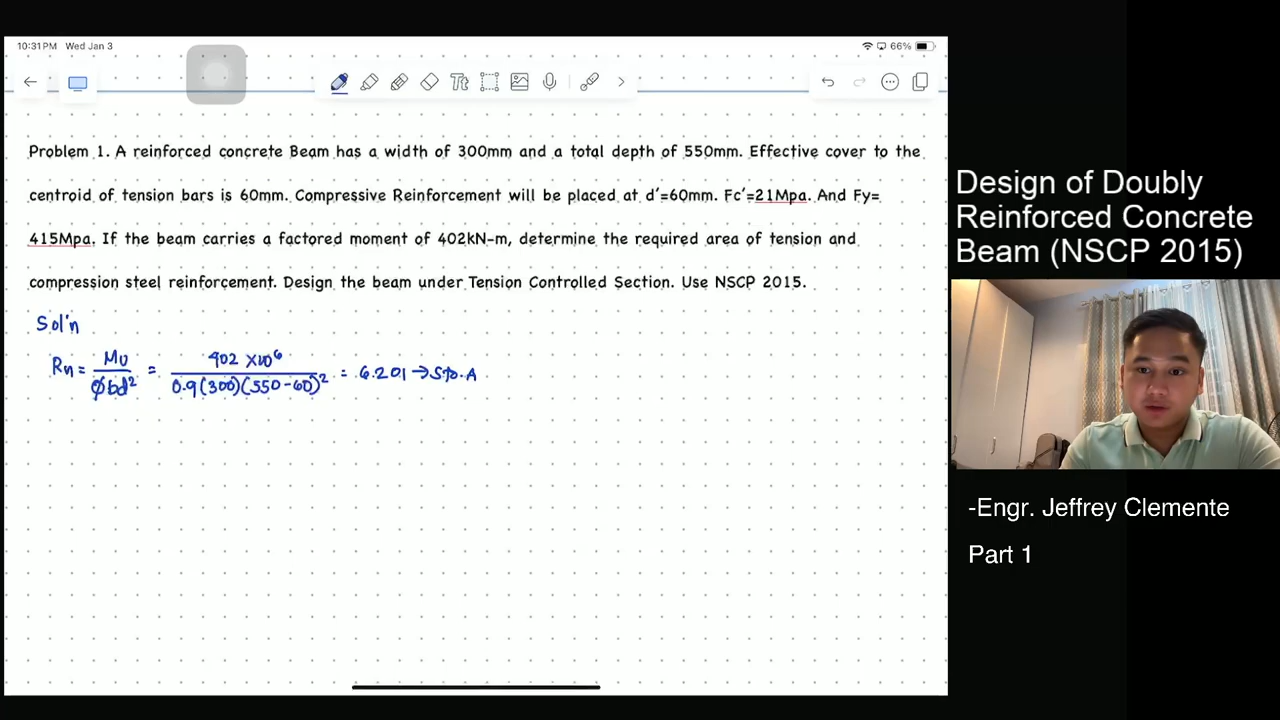 10:31 PM Wed Jan 3
66%
Tt
Problem 1. A reinforced concrete Beam has a width of 300mm and a total depth of 550mm. Effective cover to the
centroid of tension bars is 60mm. Compressive Reinforcement will be placed at d'=60mm. Fc'=21Mpa. And Fy=
415Mpa. If the beam carries a factored moment of 402kN-m, determine the required area of tension and
compression steel reinforcement. Design the beam under Tension Controlled Section. Use NSCP 2015.
Sol'n
Rn = Mu / øbd² = 402 x10⁶ / 0.9(300)(550-60)² = 6.201 → Sto. A
Design of Doubly
Reinforced Concrete
Beam (NSCP 2015)
-Engr. Jeffrey Clemente
Part 1